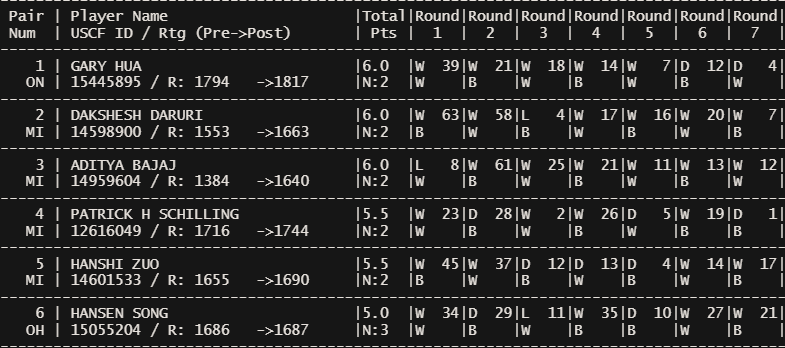 -----------------------------------------------------------------------------------------
Pair | Player Name                     |Total|Round|Round|Round|Round|Round|Round|Round|
Num  | USCF ID / Rtg (Pre->Post)       | Pts |  1  |  2  |  3  |  4  |  5  |  6  |  7  |
-----------------------------------------------------------------------------------------
    1 | GARY HUA                        |6.0  |W  39|W  21|W  18|W  14|W   7|D  12|D   4|
   ON | 15445895 / R: 1794   ->1817     |N:2  |W    |B    |W    |B    |W    |B    |W    |
-----------------------------------------------------------------------------------------
    2 | DAKSHESH DARURI                 |6.0  |W  63|W  58|L   4|W  17|W  16|W  20|W   7|
   MI | 14598900 / R: 1553   ->1663     |N:2  |B    |W    |B    |W    |B    |W    |B    |
-----------------------------------------------------------------------------------------
    3 | ADITYA BAJAJ                    |6.0  |L   8|W  61|W  25|W  21|W  11|W  13|W  12|
   MI | 14959604 / R: 1384   ->1640     |N:2  |W    |B    |W    |B    |W    |B    |W    |
-----------------------------------------------------------------------------------------
    4 | PATRICK H SCHILLING             |5.5  |W  23|D  28|W   2|W  26|D   5|W  19|D   1|
   MI | 12616049 / R: 1716   ->1744     |N:2  |W    |B    |W    |B    |W    |B    |B    |
-----------------------------------------------------------------------------------------
    5 | HANSHI ZUO                      |5.5  |W  45|W  37|D  12|D  13|D   4|W  14|W  17|
   MI | 14601533 / R: 1655   ->1690     |N:2  |B    |W    |B    |W    |B    |W    |B    |
-----------------------------------------------------------------------------------------
    6 | HANSEN SONG                     |5.0  |W  34|D  29|L  11|W  35|D  10|W  27|W  21|
   OH | 15055204 / R: 1686   ->1687     |N:3  |W    |B    |W    |B    |B    |W    |B    |
-----------------------------------------------------------------------------------------